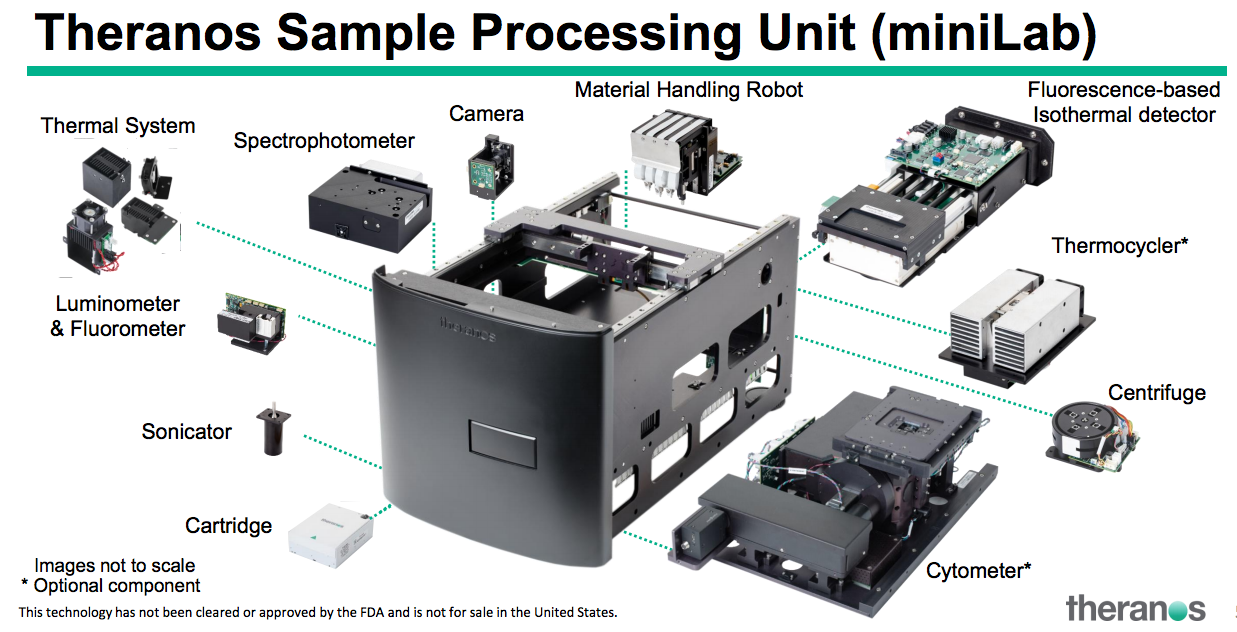 Theranos Sample Processing Unit (miniLab)
Material Handling Robot
Fluorescence-based
Isothermal detector
Camera
Thermal System
Spectrophotometer
Thermocycler*
Luminometer
& Fluorometer
theranos
Centrifuge
Sonicator
Cartridge
theranos
Cytometer*
Images not to scale
* Optional component
This technology has not been cleared or approved by the FDA and is not for sale in the United States.
theranos